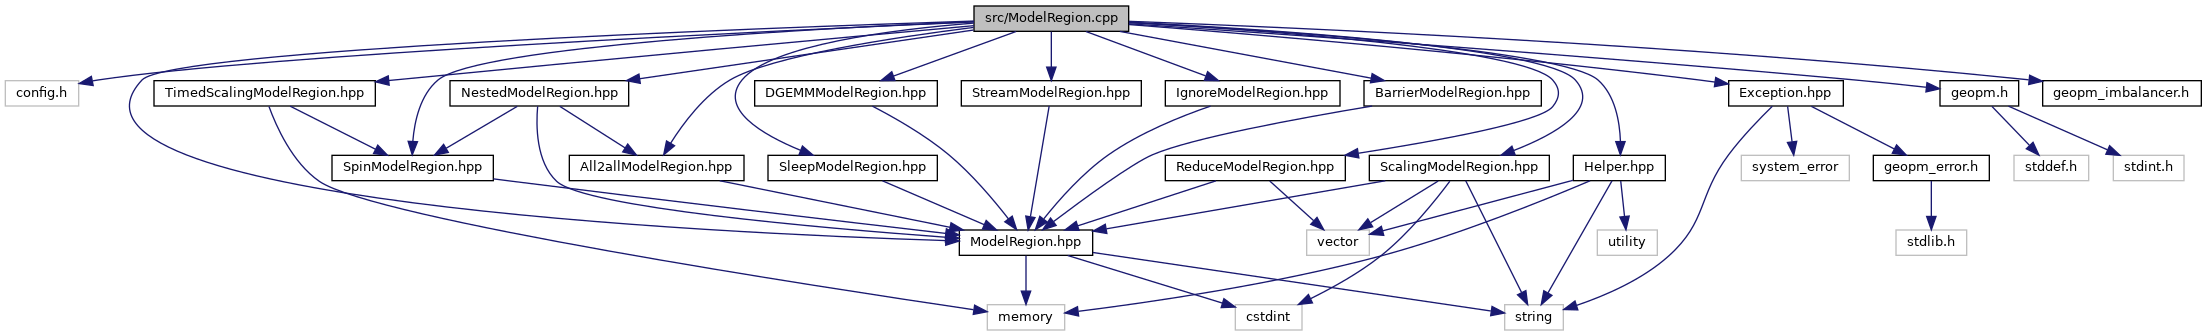 src/ModelRegion.cpp
config.h
TimedScalingModelRegion.hpp
NestedModelRegion.hpp
DGEMMModelRegion.hpp
StreamModelRegion.hpp
IgnoreModelRegion.hpp
BarrierModelRegion.hpp
Exception.hpp
geopm.h
geopm_imbalancer.h
SpinModelRegion.hpp
All2allModelRegion.hpp
SleepModelRegion.hpp
ReduceModelRegion.hpp
ScalingModelRegion.hpp
Helper.hpp
system_error
geopm_error.h
stddef.h
stdint.h
ModelRegion.hpp
vector
utility
stdlib.h
memory
cstdint
string